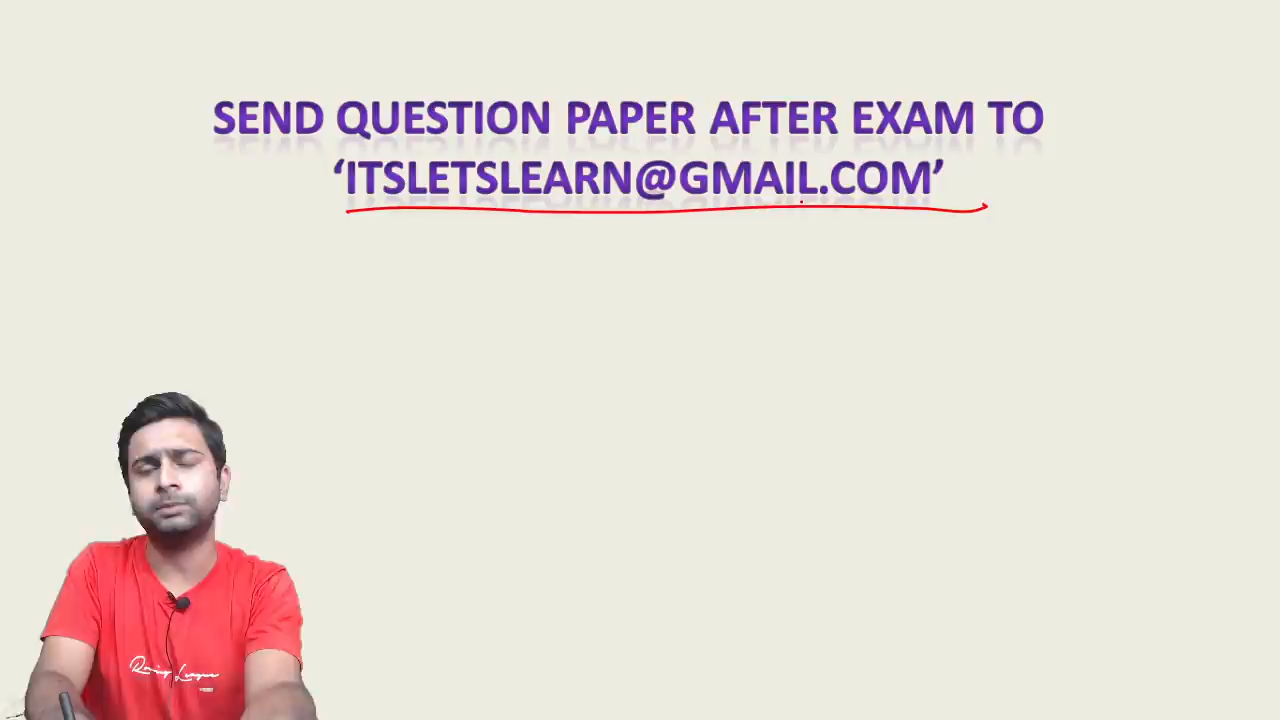 SEND QUESTION PAPER AFTER EXAM TO
‘ITSLETSLEARN@GMAIL.COM’